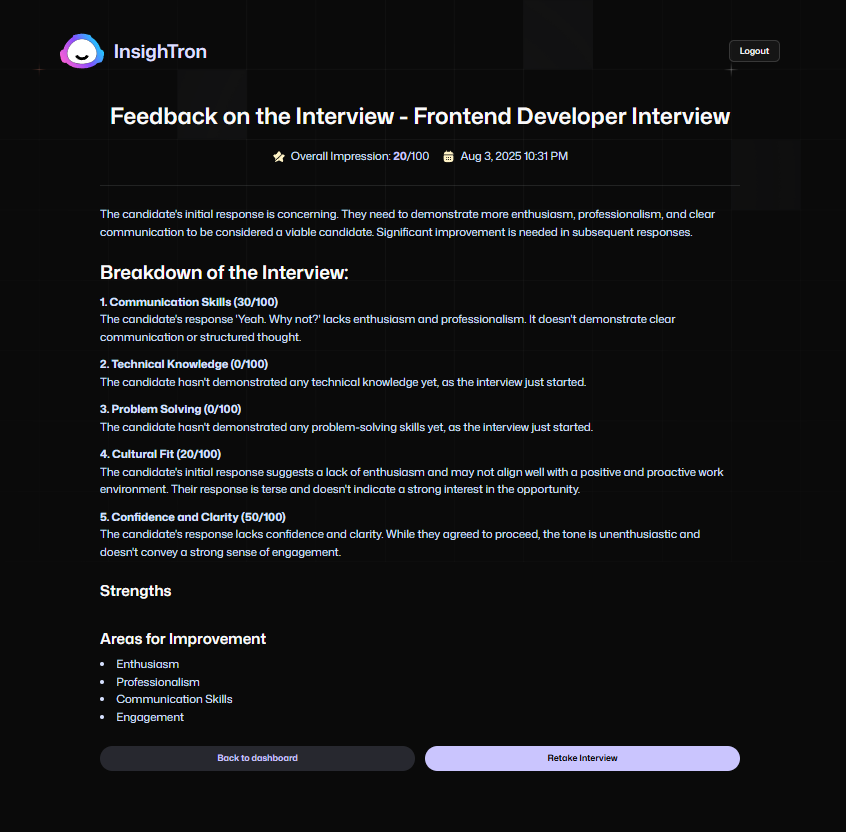 InsighTron
Logout
Feedback on the Interview - Frontend Developer Interview
Overall Impression: 20/100 Aug 3, 2025 10:31 PM
The candidate's initial response is concerning. They need to demonstrate more enthusiasm, professionalism, and clear
communication to be considered a viable candidate. Significant improvement is needed in subsequent responses.
Breakdown of the Interview:
1. Communication Skills (30/100)
The candidate's response 'Yeah. Why not?' lacks enthusiasm and professionalism. It doesn't demonstrate clear
communication or structured thought.
2. Technical Knowledge (0/100)
The candidate hasn't demonstrated any technical knowledge yet, as the interview just started.
3. Problem Solving (0/100)
The candidate hasn't demonstrated any problem-solving skills yet, as the interview just started.
4. Cultural Fit (20/100)
The candidate's initial response suggests a lack of enthusiasm and may not align well with a positive and proactive work
environment. Their response is terse and doesn't indicate a strong interest in the opportunity.
5. Confidence and Clarity (50/100)
The candidate's response lacks confidence and clarity. While they agreed to proceed, the tone is unenthusiastic and
doesn't convey a strong sense of engagement.
Strengths
Areas for Improvement
• Enthusiasm
• Professionalism
• Communication Skills
• Engagement
Back to dashboard
Retake Interview